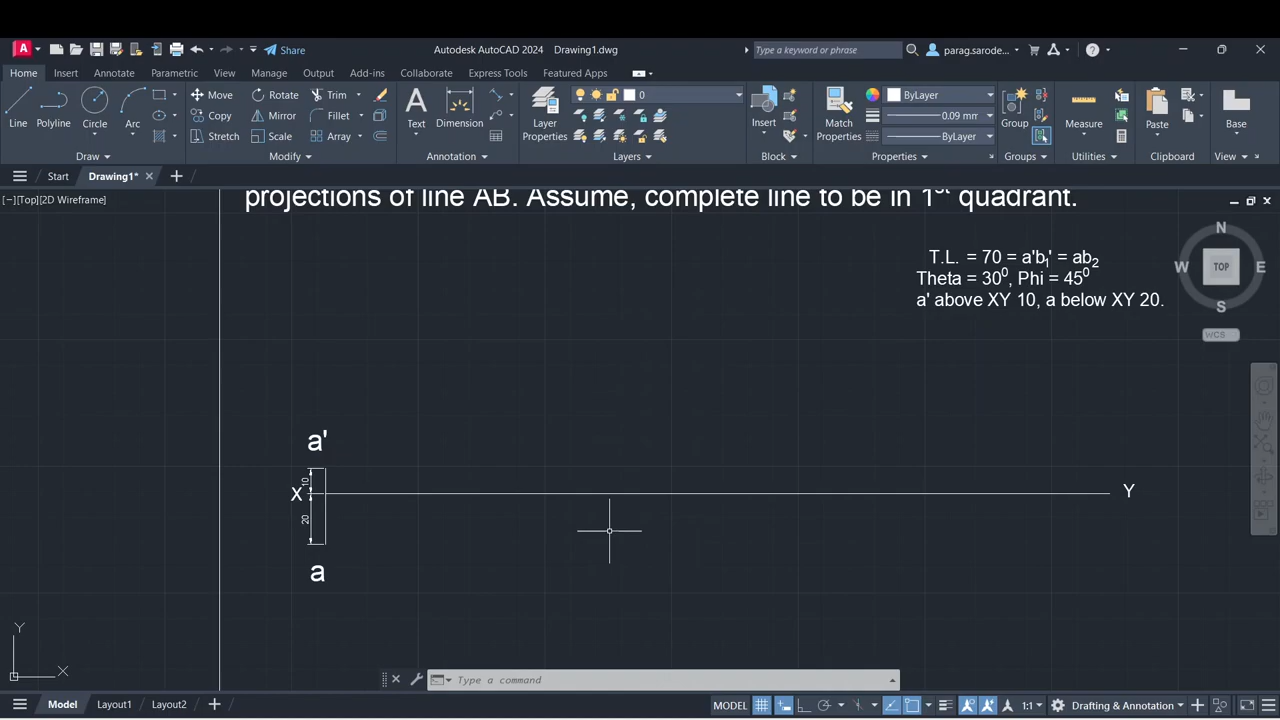 Share
Autodesk AutoCAD 2024 Drawing1.dwg
Type a keyword or phrase
parag.sarode...
Home Insert Annotate Parametric View Manage Output Add-ins Collaborate Express Tools Featured Apps
Line Polyline Circle Arc
Move Rotate Trim
Copy Mirror Fillet
Stretch Scale Array
Text Dimension
Layer Properties
0
Insert
Match Properties
ByLayer
0.09 mm
ByLayer
Group Measure Paste Base
Draw Modify Annotation Layers Block Properties Groups Utilities Clipboard View
Start Drawing1*
[−][Top][2D Wireframe]
projections of line AB. Assume, complete line to be in 1st quadrant.
T.L. = 70 = a'b1' = ab2
Theta = 30⁰, Phi = 45⁰
a' above XY 10, a below XY 20.
N
W TOP E
S
WCS
a'
10
X Y
20
a
Y
X
Type a command
Model Layout1 Layout2
MODEL
1:1
Drafting & Annotation